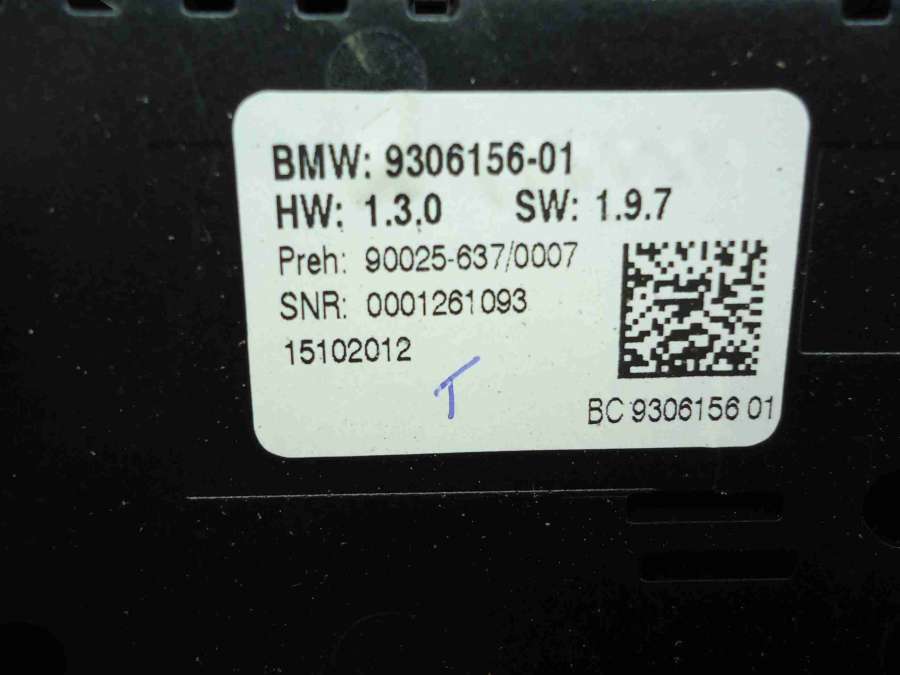 BMW: 9306156-01
HW: 1.3.0 SW: 1.9.7
Preh: 90025-637/0007
SNR: 0001261093
15102012
T
BC 9306156 01